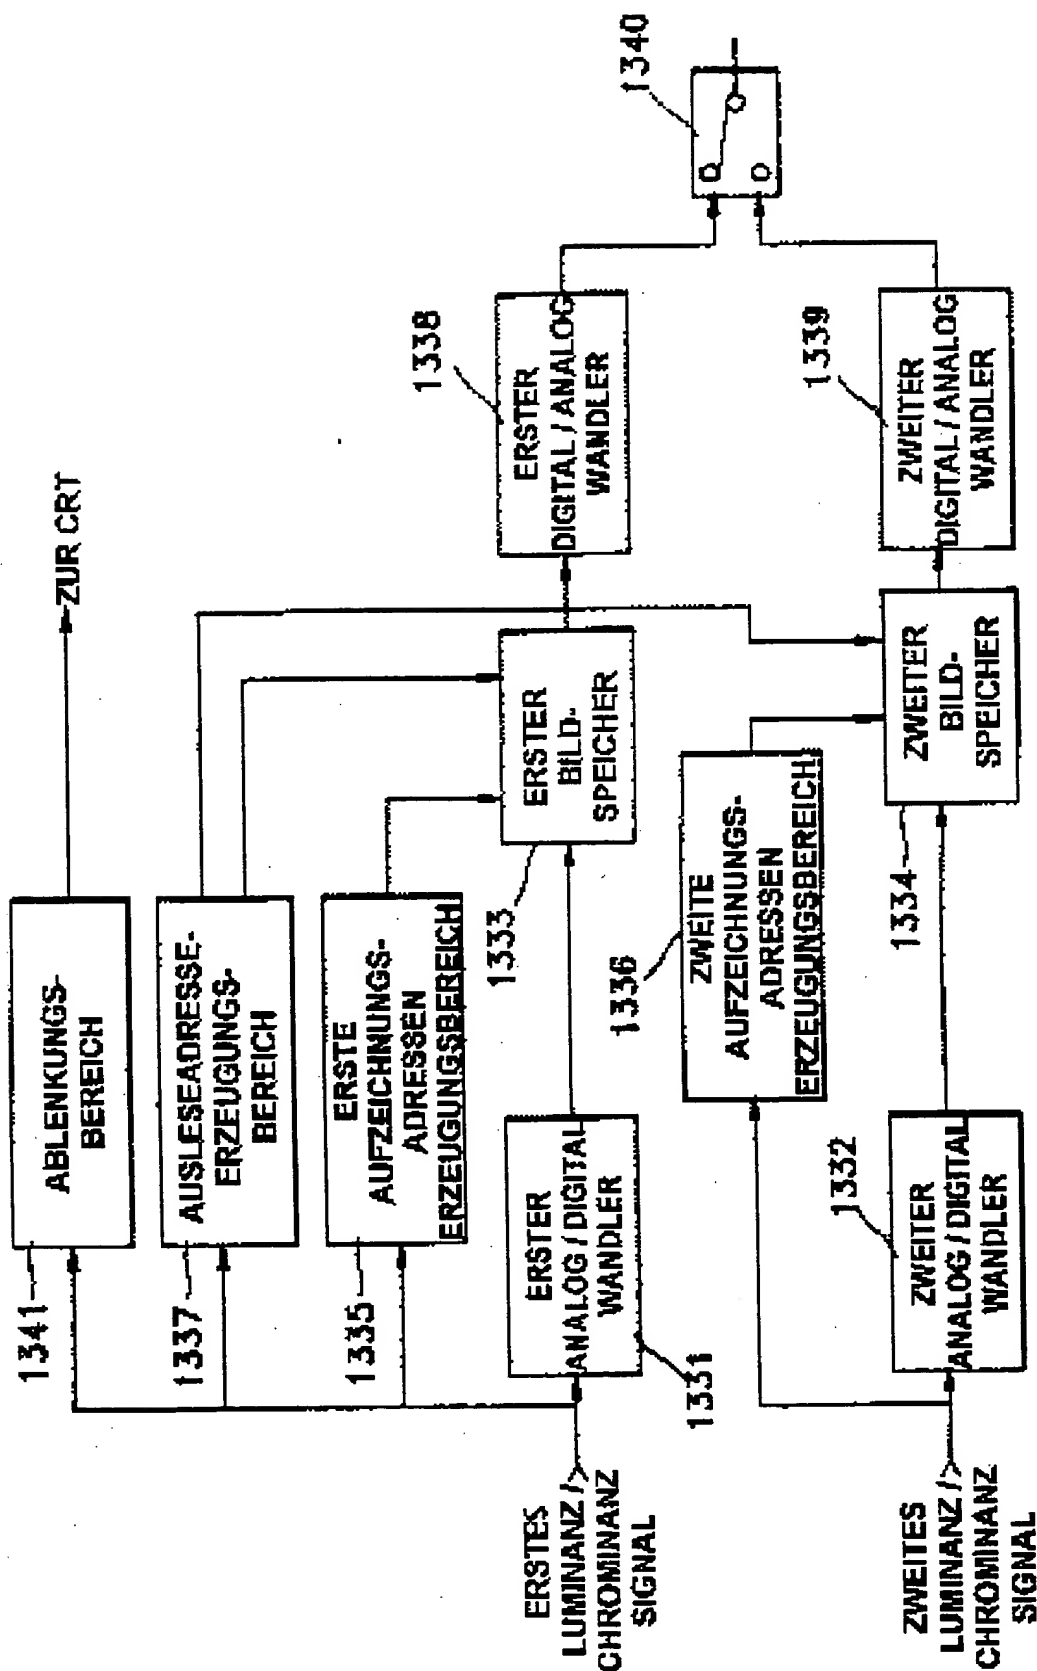 1341
ABLENKUNGS-
BEREICH
ZUR CRT
1337
AUSLESEADRESSE-
ERZEUGUNGS-
BEREICH
1335
ERSTE
AUFZEICHNUNGS-
ADRESSEN
ERZEUGUNGSBEREICH
ERSTES
LUMINANZ/
CHROMINANZ
SIGNAL
1331
ERSTER
ANALOG/DIGITAL
WANDLER
1333
ERSTER
BILD-
SPEICHER
1338
ERSTER
DIGITAL/ANALOG
WANDLER
1340
1336
ZWEITE
AUFZEICHNUNGS-
ADRESSEN
ERZEUGUNGSBEREICH
ZWEITES
LUMINANZ/
CHROMINANZ
SIGNAL
1332
ZWEITER
ANALOG/DIGITAL
WANDLER
1334
ZWEITER
BILD-
SPEICHER
1339
ZWEITER
DIGITAL/ANALOG
WANDLER